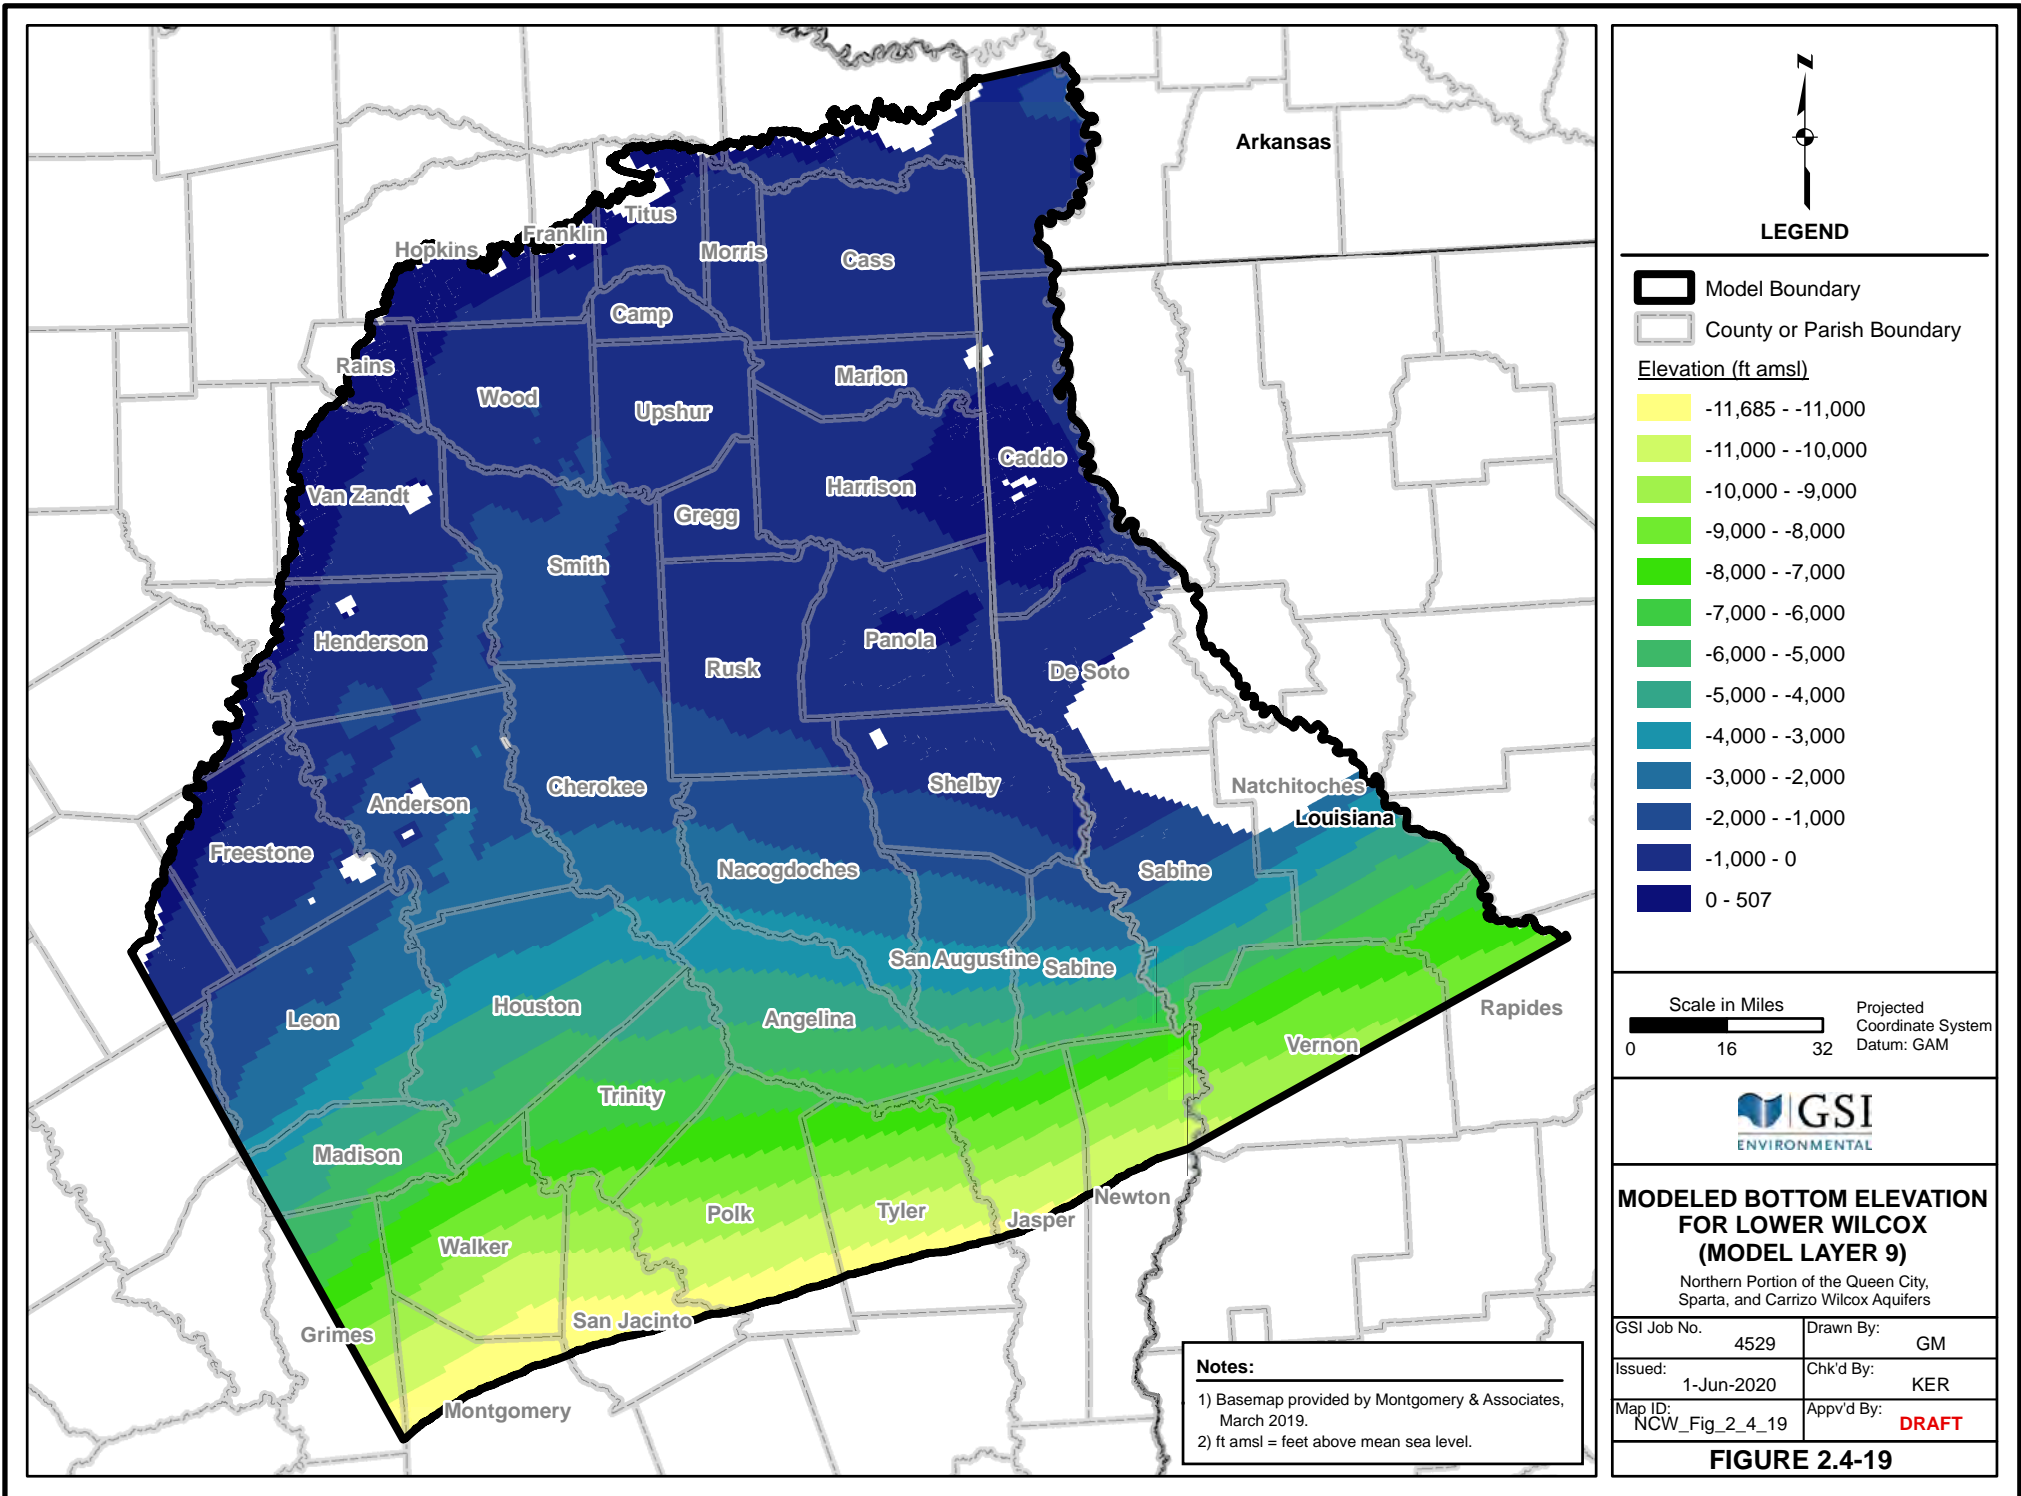 Arkansas
Titus
Franklin
Hopkins
Morris
Cass
Camp
Rains
Wood
Upshur
Marion
Van Zandt
Harrison
Caddo
Gregg
Smith
Henderson
Rusk
Panola
De Soto
Anderson
Cherokee
Shelby
Natchitoches
Louisiana
Freestone
Nacogdoches
Sabine
San Augustine
Sabine
Leon
Houston
Angelina
Rapides
Vernon
Trinity
Madison
Newton
Walker
Polk
Tyler
Jasper
Grimes
San Jacinto
Montgomery
Notes:
1) Basemap provided by Montgomery & Associates,
March 2019.
2) ft amsl = feet above mean sea level.
N
LEGEND
Model Boundary
County or Parish Boundary
Elevation (ft amsl)
-11,685 - -11,000
-11,000 - -10,000
-10,000 - -9,000
-9,000 - -8,000
-8,000 - -7,000
-7,000 - -6,000
-6,000 - -5,000
-5,000 - -4,000
-4,000 - -3,000
-3,000 - -2,000
-2,000 - -1,000
-1,000 - 0
0 - 507
Scale in Miles
0 16 32
Projected
Coordinate System
Datum: GAM
GSI
ENVIRONMENTAL
MODELED BOTTOM ELEVATION
FOR LOWER WILCOX
(MODEL LAYER 9)
Northern Portion of the Queen City,
Sparta, and Carrizo Wilcox Aquifers
GSI Job No. 4529
Drawn By: GM
Issued: 1-Jun-2020
Chk'd By: KER
Map ID: NCW_Fig_2_4_19
Appv'd By: DRAFT
FIGURE 2.4-19